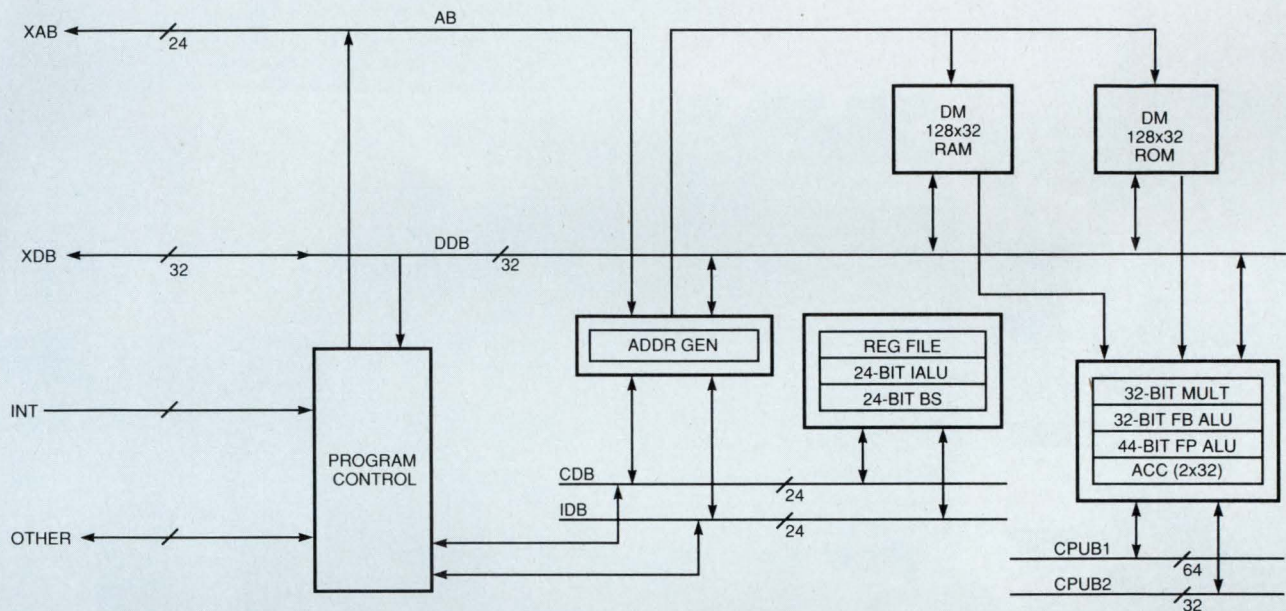 XAB
24
AB
DM
128x32
RAM
DM
128x32
ROM
XDB
32
DDB
32
ADDR GEN
REG FILE
24-BIT IALU
24-BIT BS
INT
PROGRAM
CONTROL
32-BIT MULT
32-BIT FB ALU
44-BIT FP ALU
ACC (2x32)
CDB
24
IDB
24
OTHER
CPUB1
64
CPUB2
32